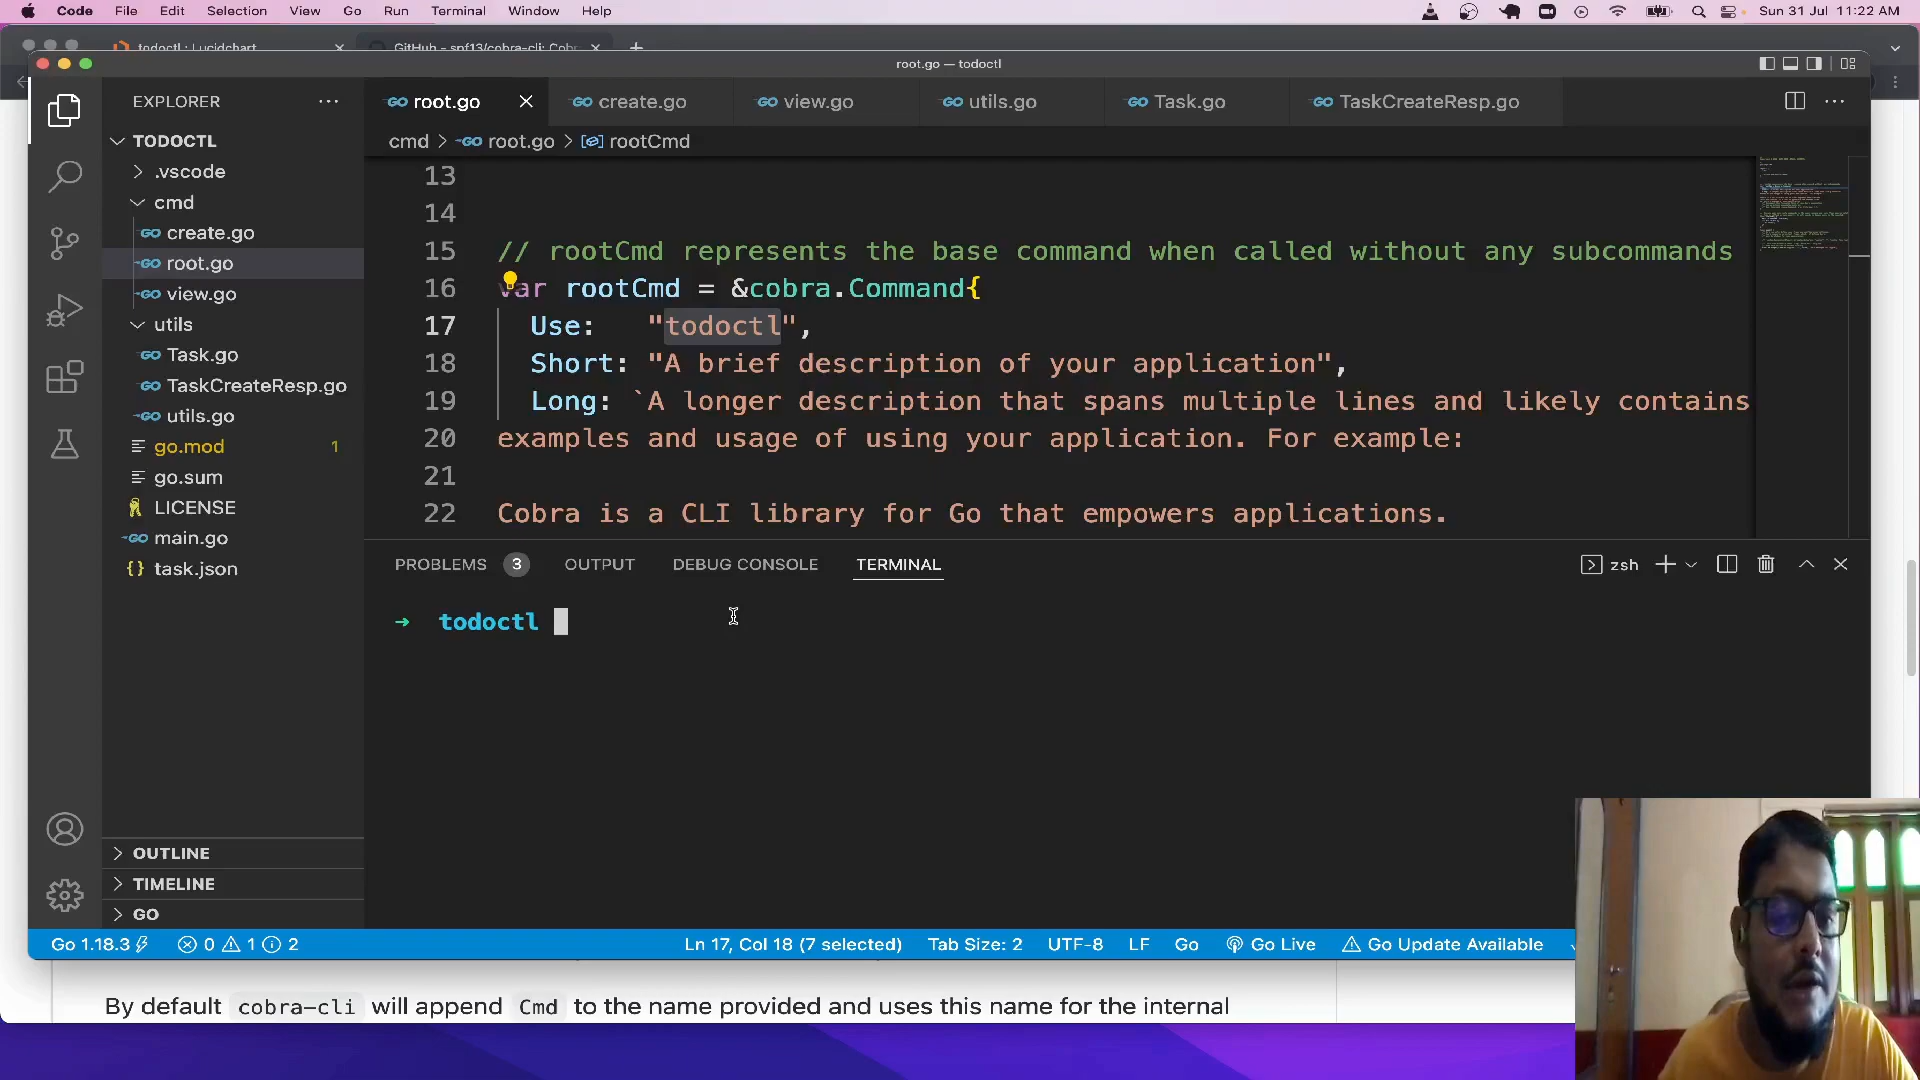 Code File Edit Selection View Go Run Terminal Window Help Sun 31 Jul 11:22 AM
todoctl : Lucidchart GitHub - spf13/cobra-cli: Cobr
root.go — todoctl
EXPLORER
root.go create.go view.go utils.go Task.go TaskCreateResp.go
TODOCTL
cmd > root.go > rootCmd
.vscode
cmd
create.go
root.go
view.go
utils
Task.go
TaskCreateResp.go
utils.go
go.mod 1
go.sum
LICENSE
main.go
task.json
OUTLINE
TIMELINE
GO
13
14
15 // rootCmd represents the base command when called without any subcommands
16 var rootCmd = &cobra.Command{
17 Use: "todoctl",
18 Short: "A brief description of your application",
19 Long: `A longer description that spans multiple lines and likely contains
20 examples and usage of using your application. For example:
21
22 Cobra is a CLI library for Go that empowers applications.
PROBLEMS 3 OUTPUT DEBUG CONSOLE TERMINAL zsh
→ todoctl
Go 1.18.3 0 1 2 Ln 17, Col 18 (7 selected) Tab Size: 2 UTF-8 LF Go Go Live Go Update Available
By default cobra-cli will append Cmd to the name provided and uses this name for the internal